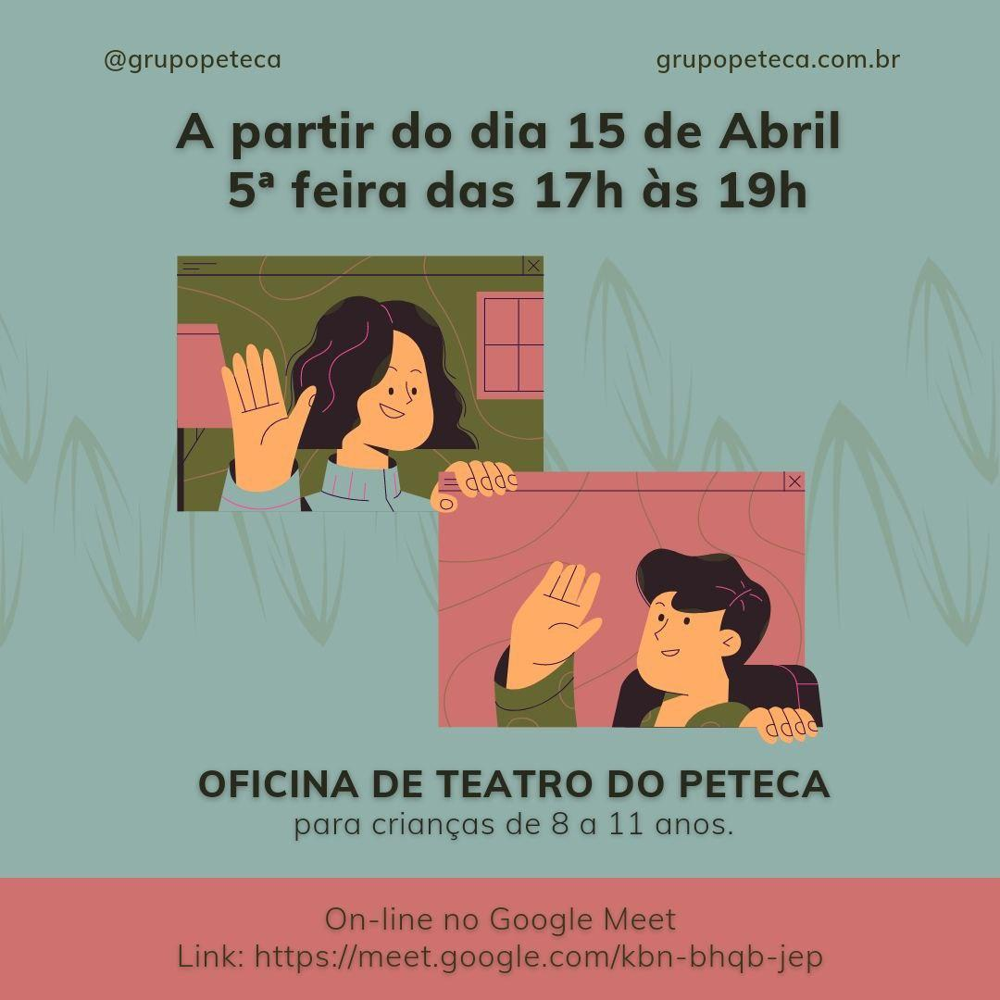 @grupopeteca
grupopeteca.com.br
A partir do dia 15 de Abril
5ª feira das 17h às 19h
OFICINA DE TEATRO DO PETECA
para crianças de 8 a 11 anos.
On-line no Google Meet
Link: https://meet.google.com/kbn-bhqb-jep